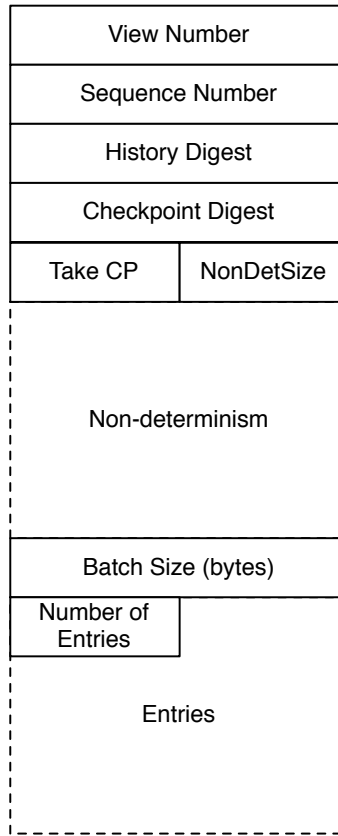 View Number
Sequence Number
History Digest
Checkpoint Digest
Take CP
NonDetSize
Non-determinism
Batch Size (bytes)
Number of
Entries
Entries